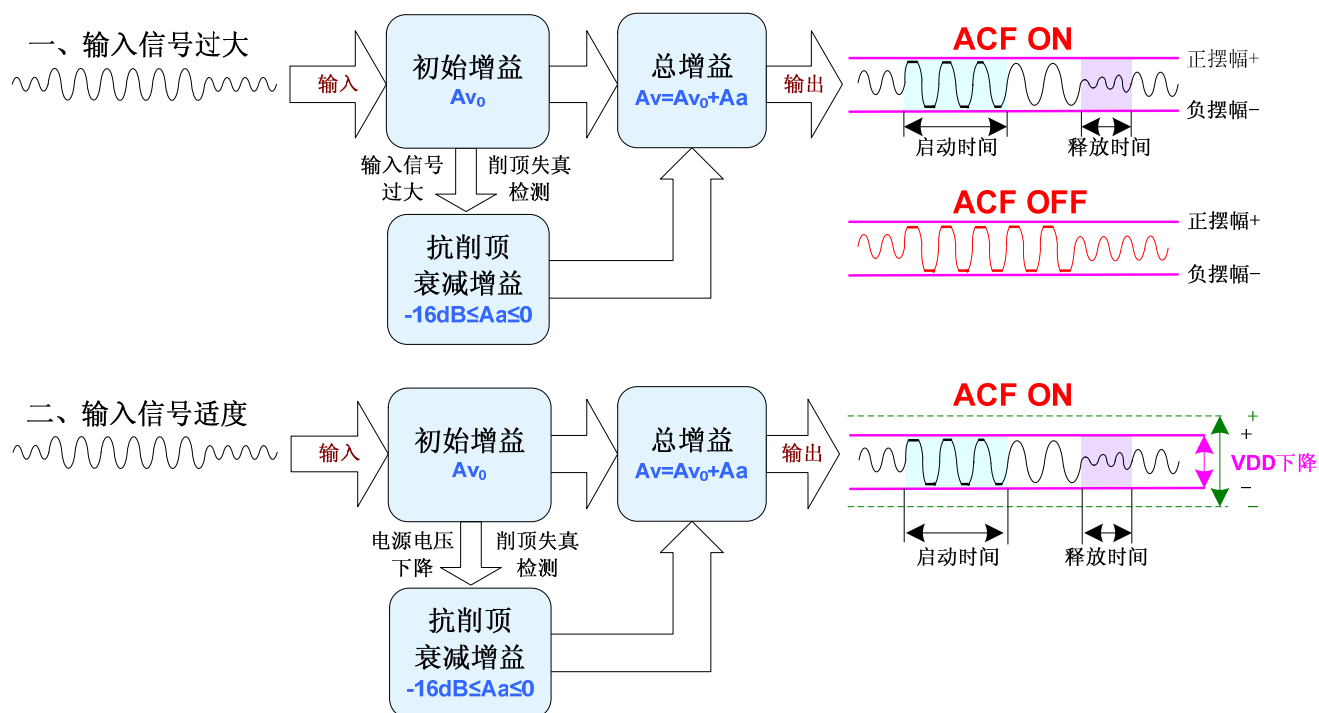 一、输入信号过大
输入
初始增益
Av₀
总增益
Av=Av₀+Aa
输出
ACF ON
正摆幅+
负摆幅−
启动时间
释放时间
输入信号
过大
削顶失真
检测
抗削顶
衰减增益
-16dB≤Aa≤0
ACF OFF
正摆幅+
负摆幅−
二、输入信号适度
输入
初始增益
Av₀
总增益
Av=Av₀+Aa
输出
ACF ON
+
+
VDD下降
−
−
启动时间
释放时间
电源电压
下降
削顶失真
检测
抗削顶
衰减增益
-16dB≤Aa≤0